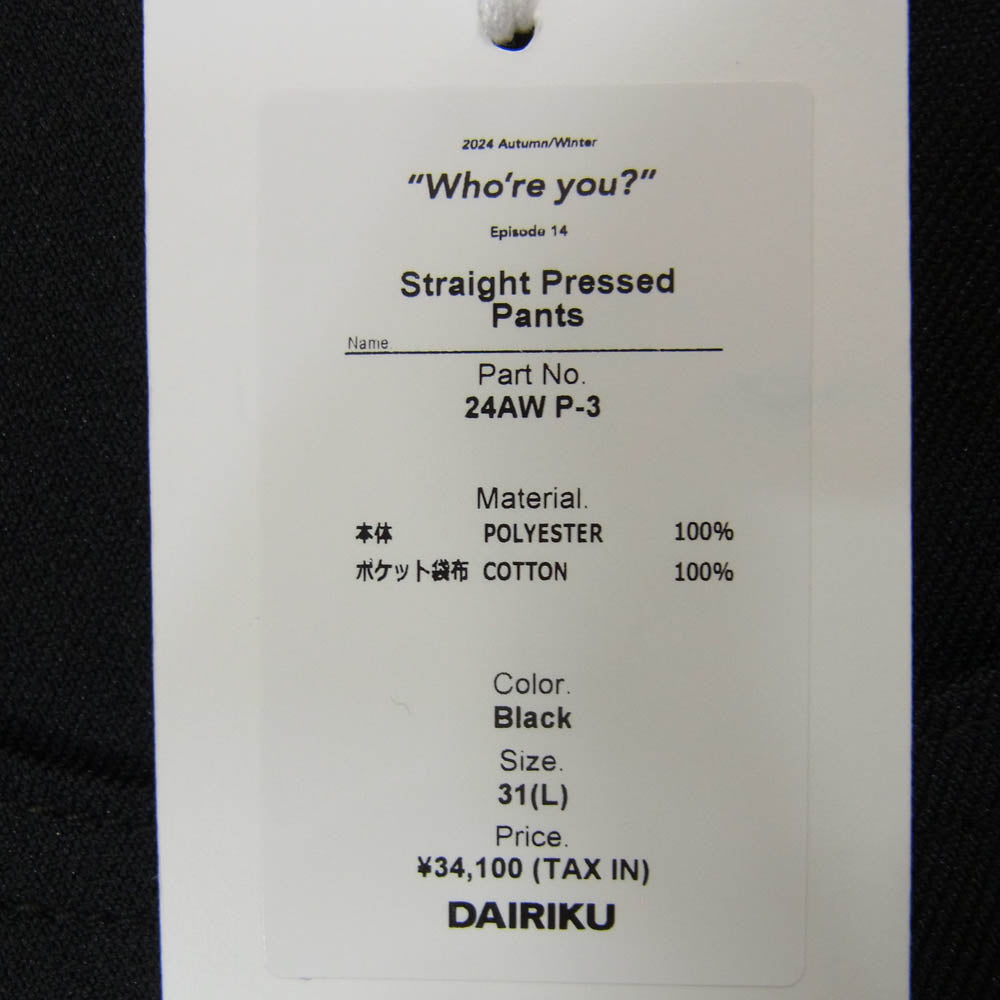 2024 Autumn/Winter
“Who‘re you?”
Episode 14
Straight Pressed
Pants
Name.
Part No.
24AW P-3
Material.
本体 POLYESTER 100%
ポケット袋布 COTTON 100%
Color.
Black
Size.
31(L)
Price.
¥34,100 (TAX IN)
DAIRIKU